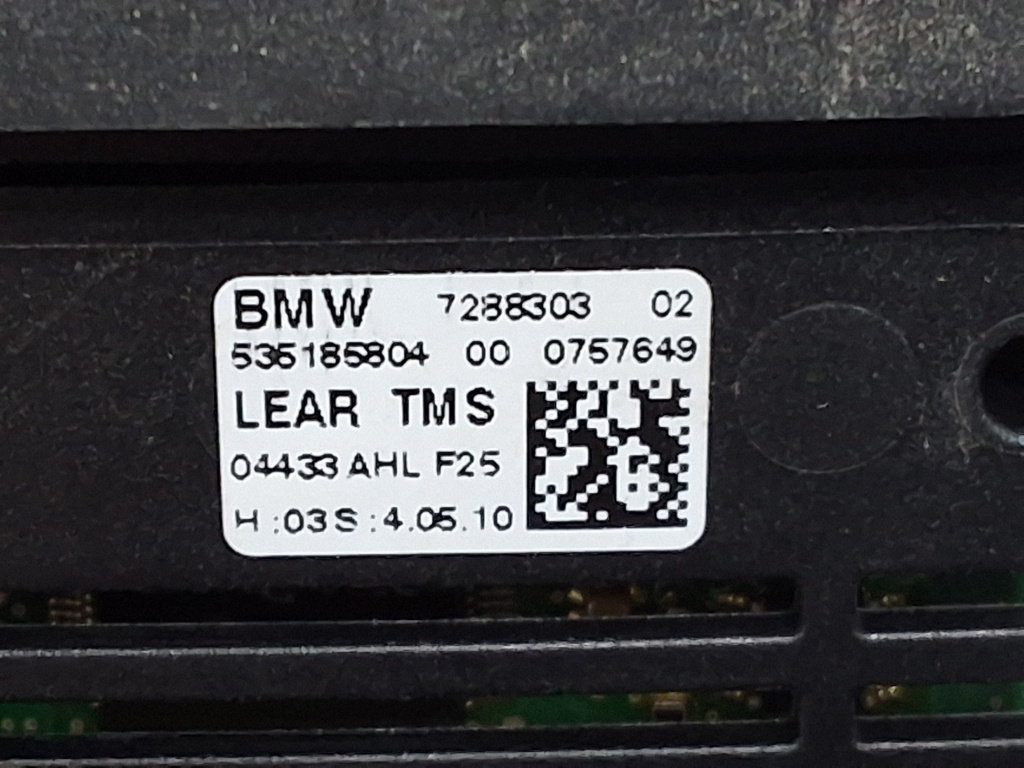 BMW 7288303 02
535185804 00 0757649
LEAR TMS
04433 AHL F25
H :03 S :4.05.10